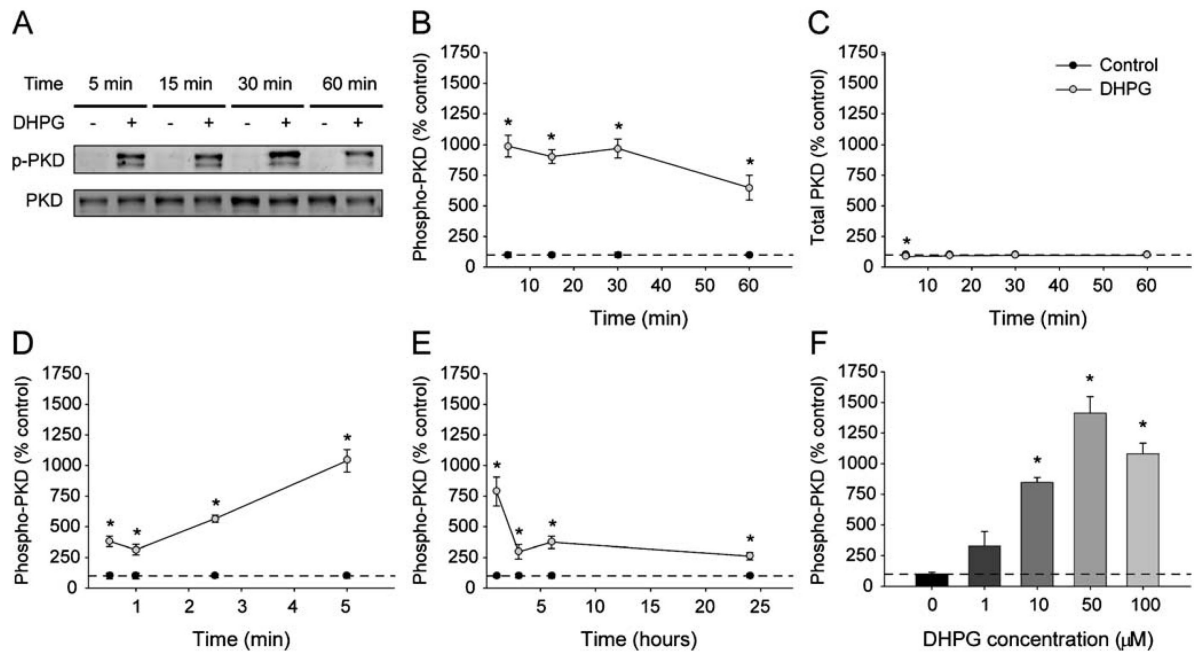 A
Time 5 min 15 min 30 min 60 min
DHPG - + - + - + - +
p-PKD
PKD
B
Phospho-PKD (% control)
1750
1500
1250
1000
750
500
250
0
* * * *
10 20 30 40 50 60
Time (min)
C
Total PKD (% control)
1750
1500
1250
1000
750
500
250
0
Control
DHPG
*
10 20 30 40 50 60
Time (min)
D
Phospho-PKD (% control)
1750
1500
1250
1000
750
500
250
0
* * * *
1 2 3 4 5
Time (min)
E
Phospho-PKD (% control)
1750
1500
1250
1000
750
500
250
0
* * * *
5 10 15 20 25
Time (hours)
F
Phospho-PKD (% control)
1750
1500
1250
1000
750
500
250
0
* * *
0 1 10 50 100
DHPG concentration (μM)